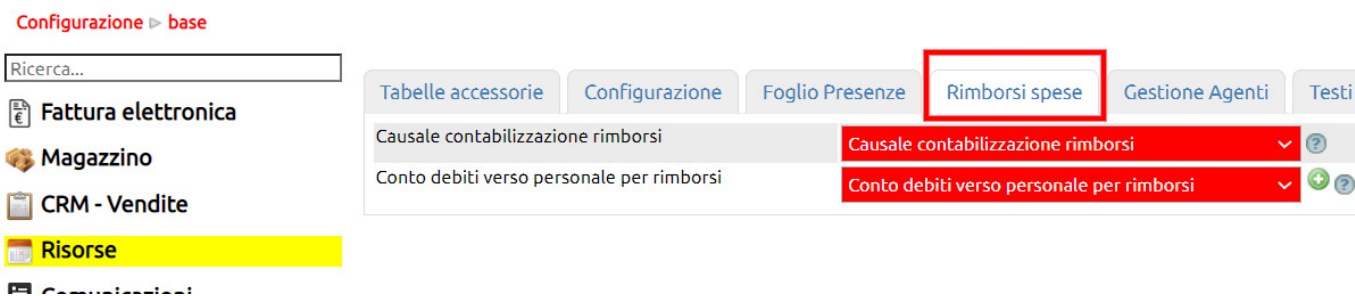 Configurazione ▷ base
Ricerca...
Fattura elettronica
Magazzino
CRM - Vendite
Risorse
Comunicazioni
Tabelle accessorie Configurazione Foglio Presenze Rimborsi spese Gestione Agenti Testi
Causale contabilizzazione rimborsi Causale contabilizzazione rimborsi
Conto debiti verso personale per rimborsi Conto debiti verso personale per rimborsi